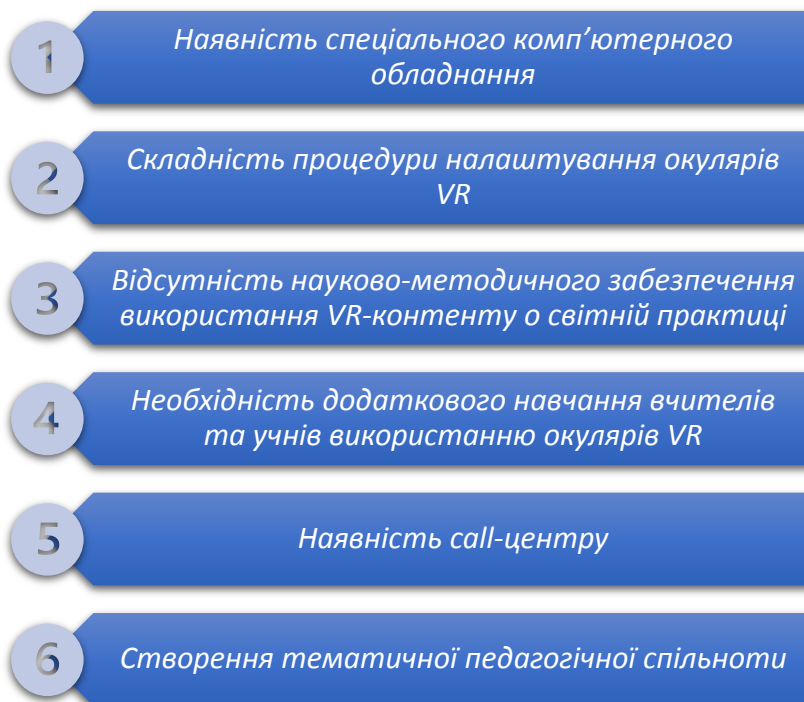 1
Наявність спеціального комп’ютерного
обладнання
2
Складність процедури налаштування окулярів
VR
3
Відсутність науково-методичного забезпечення
використання VR-контенту о світній практиці
4
Необхідність додаткового навчання вчителів
та учнів використанню окулярів VR
5
Наявність call-центру
6
Створення тематичної педагогічної спільноти